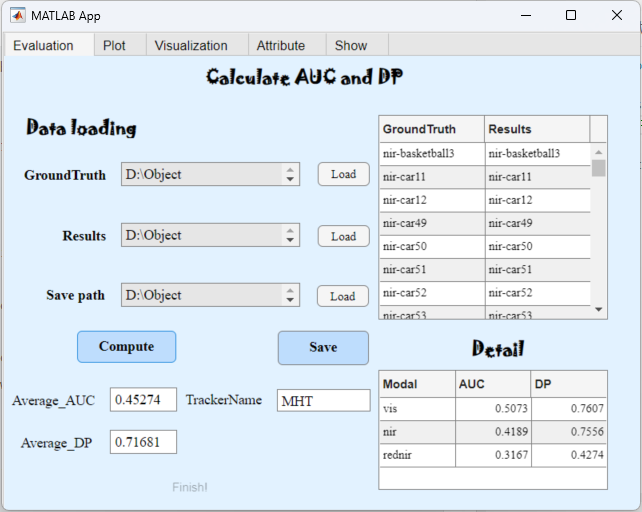 MATLAB App
Evaluation Plot Visualization Attribute Show
Calculate AUC and DP
Data loading
GroundTruth D:\Object Load
Results D:\Object Load
Save path D:\Object Load
Compute Save
Average_AUC 0.45274 TrackerName MHT
Average_DP 0.71681
Finish!
GroundTruth Results
nir-basketball3 nir-basketball3
nir-car11 nir-car11
nir-car12 nir-car12
nir-car49 nir-car49
nir-car50 nir-car50
nir-car51 nir-car51
nir-car52 nir-car52
nir-car53 nir-car53
Detail
Modal AUC DP
vis 0.5073 0.7607
nir 0.4189 0.7556
rednir 0.3167 0.4274